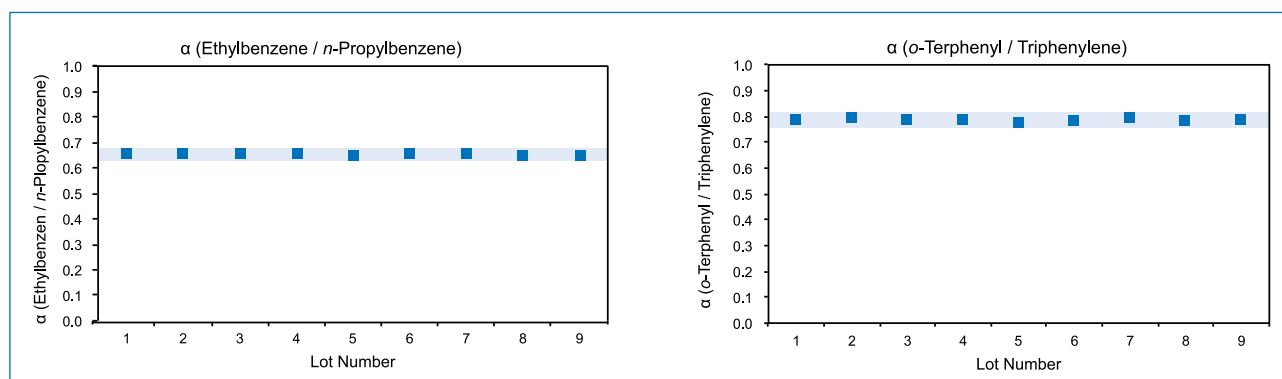 α (Ethylbenzene / n-Propylbenzene)
α (Ethylbenzen / n-Plopylbenzene)
1.0
0.9
0.8
0.7
0.6
0.5
0.4
0.3
0.2
0.1
0.0
1 2 3 4 5 6 7 8 9
Lot Number
α (o-Terphenyl / Triphenylene)
α (o-Terphenyl / Triphenylene)
1.0
0.9
0.8
0.7
0.6
0.5
0.4
0.3
0.2
0.1
0.0
1 2 3 4 5 6 7 8 9
Lot Number